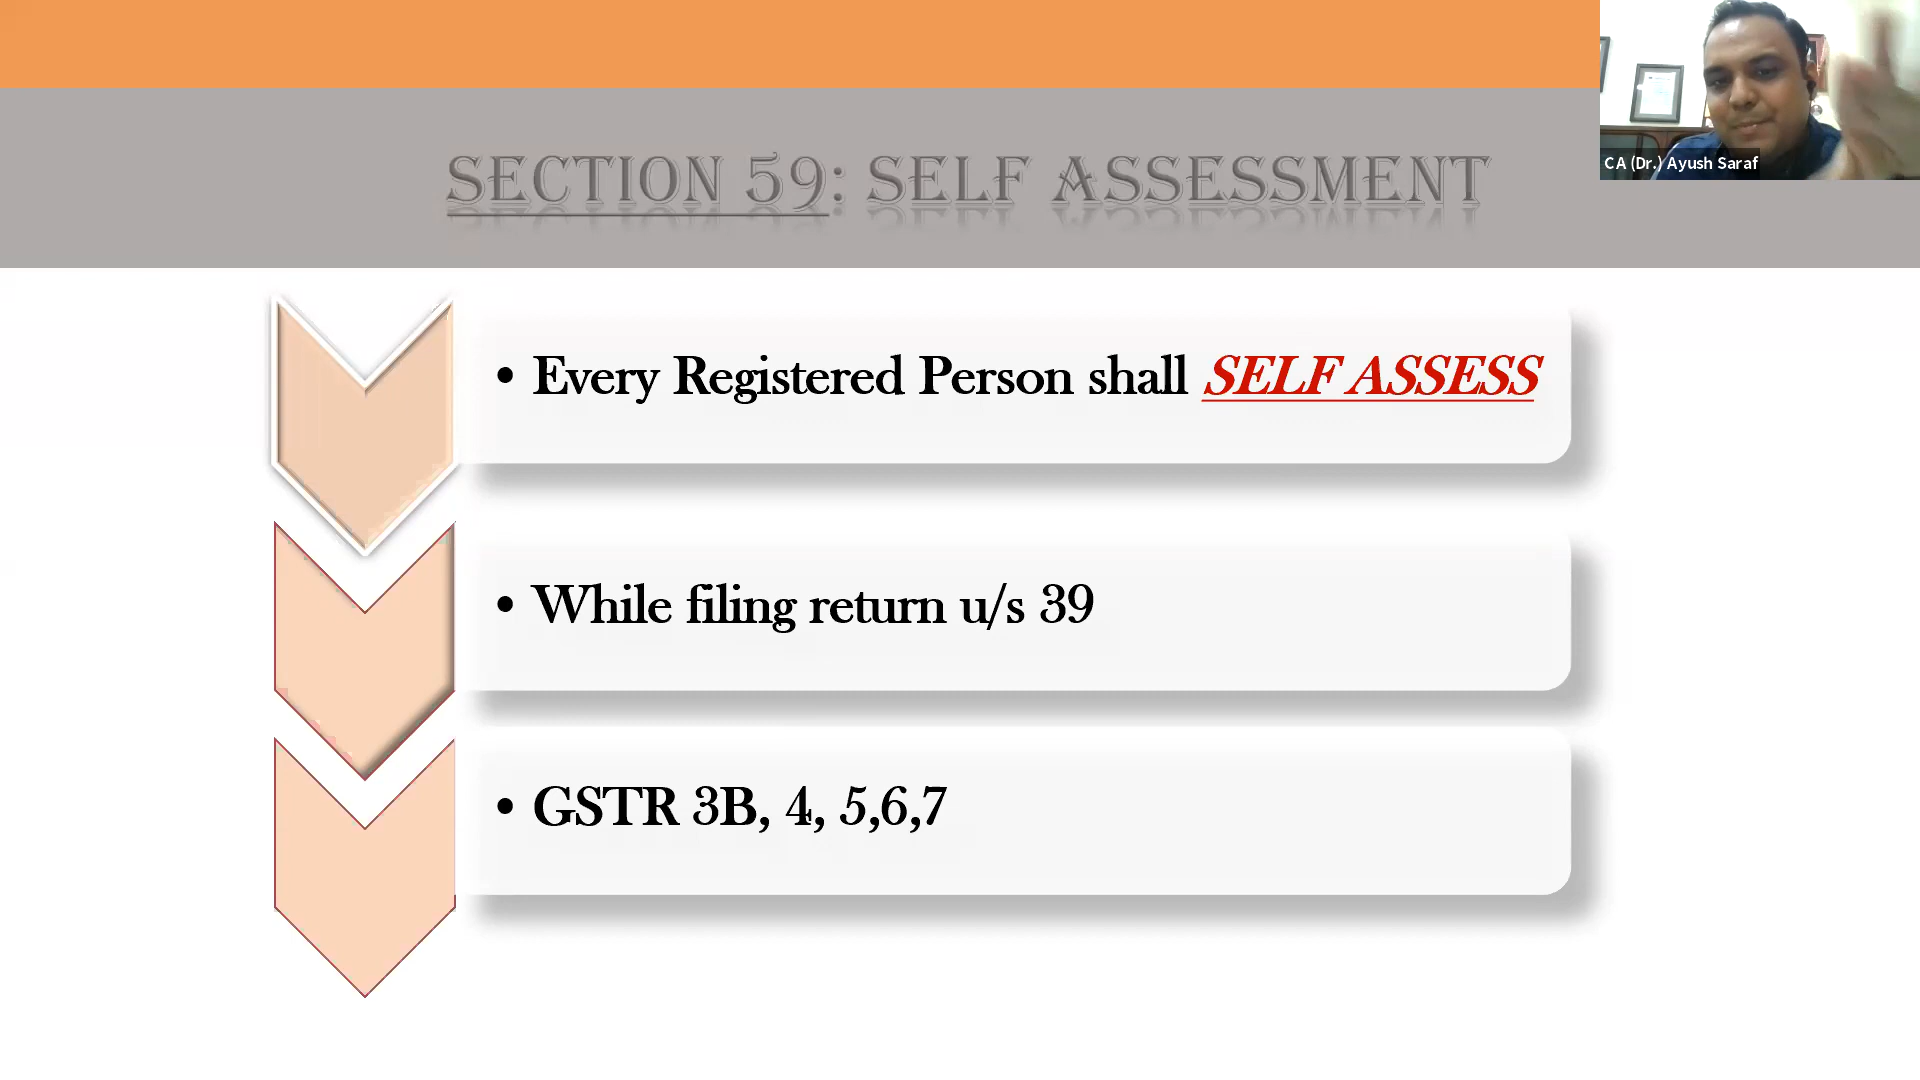 SECTION 59: SELF ASSESSMENT
CA (Dr.) Ayush Saraf
• Every Registered Person shall SELF ASSESS
• While filing return u/s 39
• GSTR 3B, 4, 5,6,7